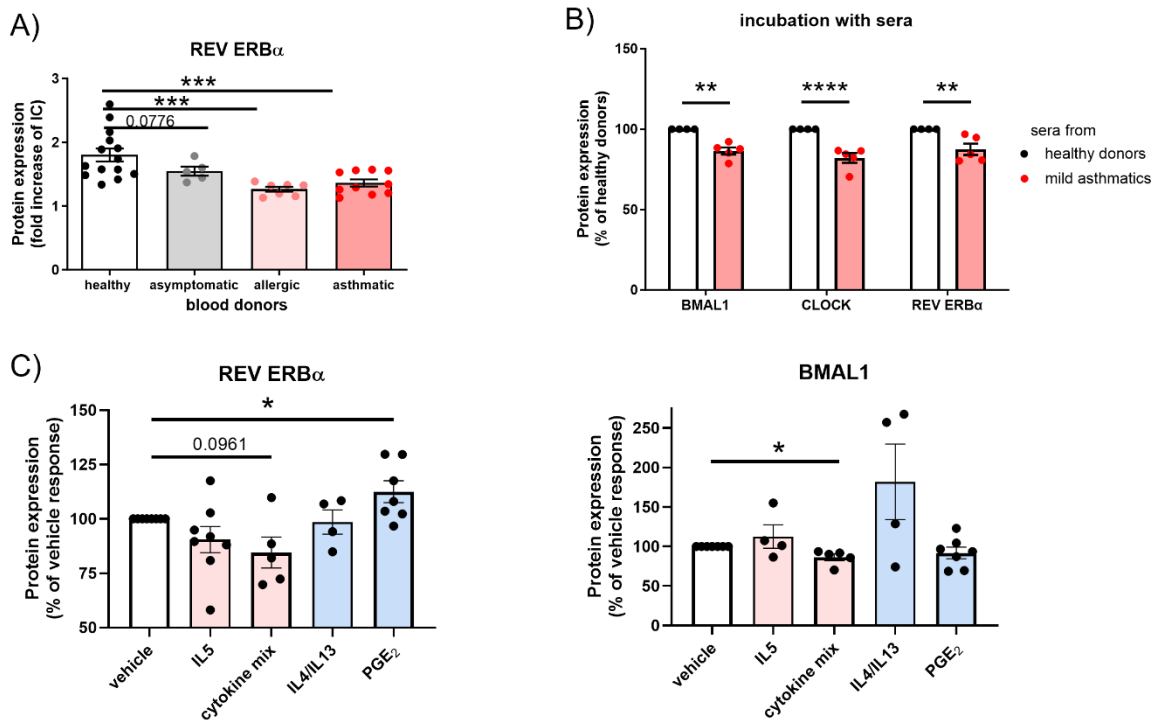 A)
REV ERBα
Protein expression
(fold increase of IC)
3
2
1
0
***
***
0.0776
healthy
asymptomatic
allergic
asthmatic
blood donors
B)
incubation with sera
Protein expression
(% of healthy donors)
150
100
50
0
**
****
**
BMAL1
CLOCK
REV ERBα
sera from
healthy donors
mild asthmatics
C)
REV ERBα
Protein expression
(% of vehicle response)
150
125
100
75
50
*
0.0961
vehicle
IL5
cytokine mix
IL4/IL13
PGE₂
BMAL1
Protein expression
(% of vehicle response)
250
200
150
100
50
0
*
vehicle
IL5
cytokine mix
IL4/IL13
PGE₂